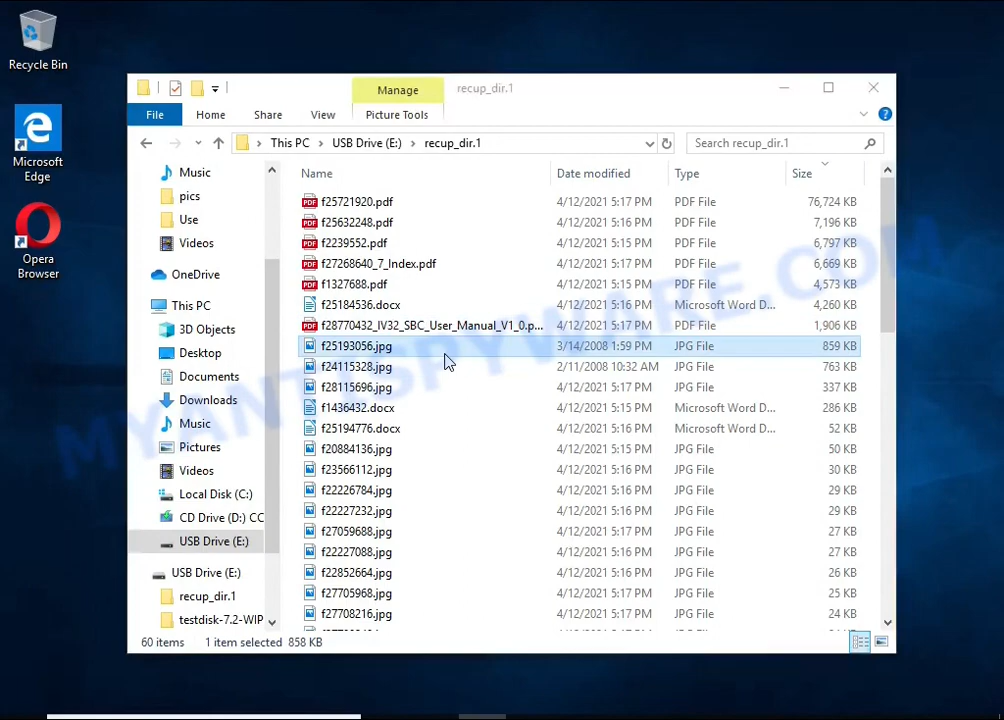 Recycle Bin
Microsoft
Edge
Opera
Browser
Manage
recup_dir.1
File
Home
Share
View
Picture Tools
This PC > USB Drive (E:) > recup_dir.1
Search recup_dir.1
Music
pics
Use
Videos
OneDrive
This PC
3D Objects
Desktop
Documents
Downloads
Music
Pictures
Videos
Local Disk (C:)
CD Drive (D:) CC
USB Drive (E:)
USB Drive (E:)
recup_dir.1
testdisk-7.2-WIP
Name Date modified Type Size
f25721920.pdf 4/12/2021 5:17 PM PDF File 76,724 KB
f25632248.pdf 4/12/2021 5:17 PM PDF File 7,196 KB
f2239552.pdf 4/12/2021 5:15 PM PDF File 6,797 KB
f27268640_7_Index.pdf 4/12/2021 5:17 PM PDF File 6,669 KB
f1327688.pdf 4/12/2021 5:15 PM PDF File 4,573 KB
f25184536.docx 4/12/2021 5:16 PM Microsoft Word D... 4,260 KB
f28770432_IV32_SBC_User_Manual_V1_0.p... 4/12/2021 5:17 PM PDF File 1,906 KB
f25193056.jpg 3/14/2008 1:59 PM JPG File 859 KB
f24115328.jpg 2/11/2008 10:32 AM JPG File 763 KB
f28115696.jpg 4/12/2021 5:17 PM JPG File 337 KB
f1436432.docx 4/12/2021 5:15 PM Microsoft Word D... 286 KB
f25194776.docx 4/12/2021 5:16 PM Microsoft Word D... 52 KB
f20884136.jpg 4/12/2021 5:15 PM JPG File 50 KB
f23566112.jpg 4/12/2021 5:16 PM JPG File 30 KB
f22226784.jpg 4/12/2021 5:16 PM JPG File 29 KB
f22227232.jpg 4/12/2021 5:16 PM JPG File 29 KB
f27059688.jpg 4/12/2021 5:17 PM JPG File 27 KB
f22227088.jpg 4/12/2021 5:16 PM JPG File 27 KB
f22852664.jpg 4/12/2021 5:16 PM JPG File 26 KB
f27705968.jpg 4/12/2021 5:17 PM JPG File 25 KB
f27708216.jpg 4/12/2021 5:17 PM JPG File 24 KB
60 items 1 item selected 858 KB
MYANTISPYWARE.COM